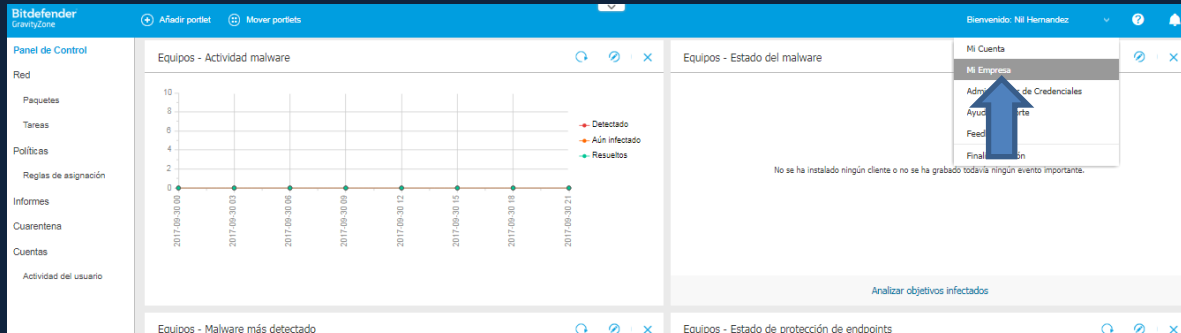 Bitdefender
GravityZone
Añadir portlet
Mover portlets
Bienvenido: Nil Hernandez
Panel de Control
Red
Paquetes
Tareas
Políticas
Reglas de asignación
Informes
Cuarentena
Cuentas
Actividad del usuario
Equipos - Actividad malware
10
8
6
4
2
0
2017-09-30 00
2017-09-30 03
2017-09-30 06
2017-09-30 09
2017-09-30 12
2017-09-30 15
2017-09-30 18
2017-09-30 21
Detectado
Aún infectado
Resueltos
Equipos - Estado del malware
Mi Cuenta
Mi Empresa
de Credenciales
No se ha instalado ningún cliente o no se ha grabado todavía ningún evento importante.
Analizar objetivos infectados
Equipos - Malware más detectado
Equipos - Estado de protección de endpoints